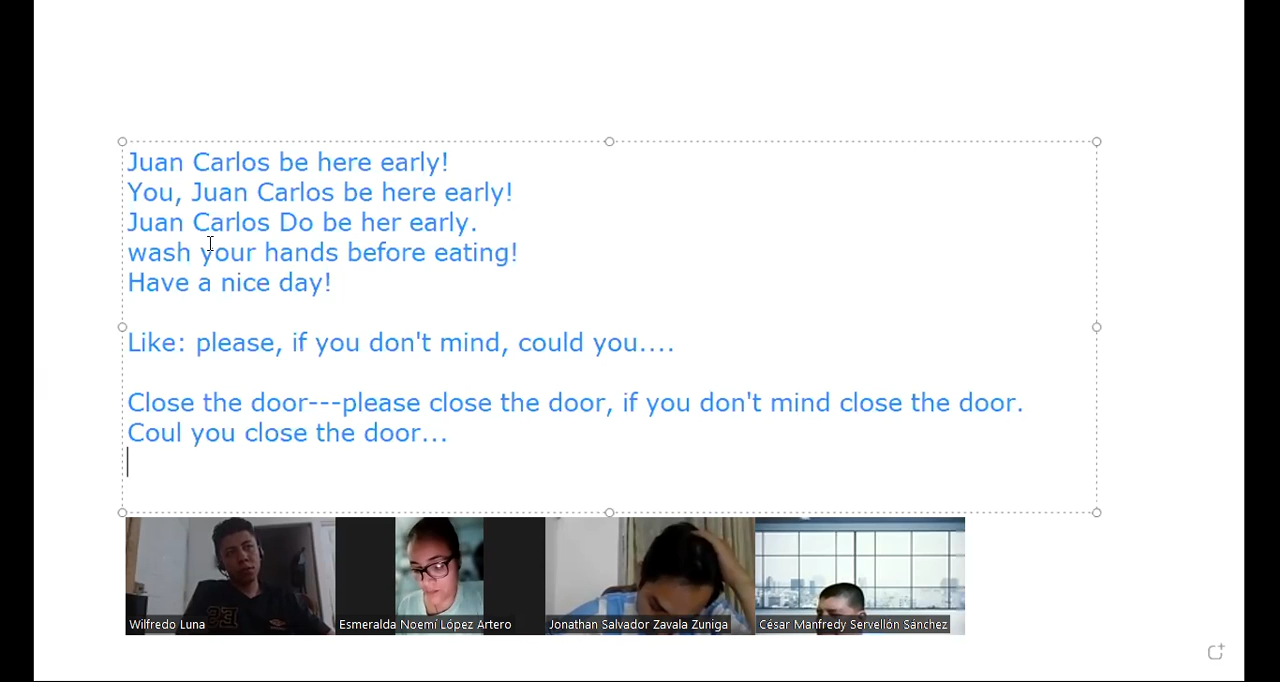 Juan Carlos be here early!
You, Juan Carlos be here early!
Juan Carlos Do be her early.
wash your hands before eating!
Have a nice day!
Like: please, if you don't mind, could you....
Close the door---please close the door, if you don't mind close the door.
Coul you close the door...
Wilfredo Luna
Esmeralda Noemí López Artero
Jonathan Salvador Zavala Zuniga
César Manfredy Servellón Sánchez